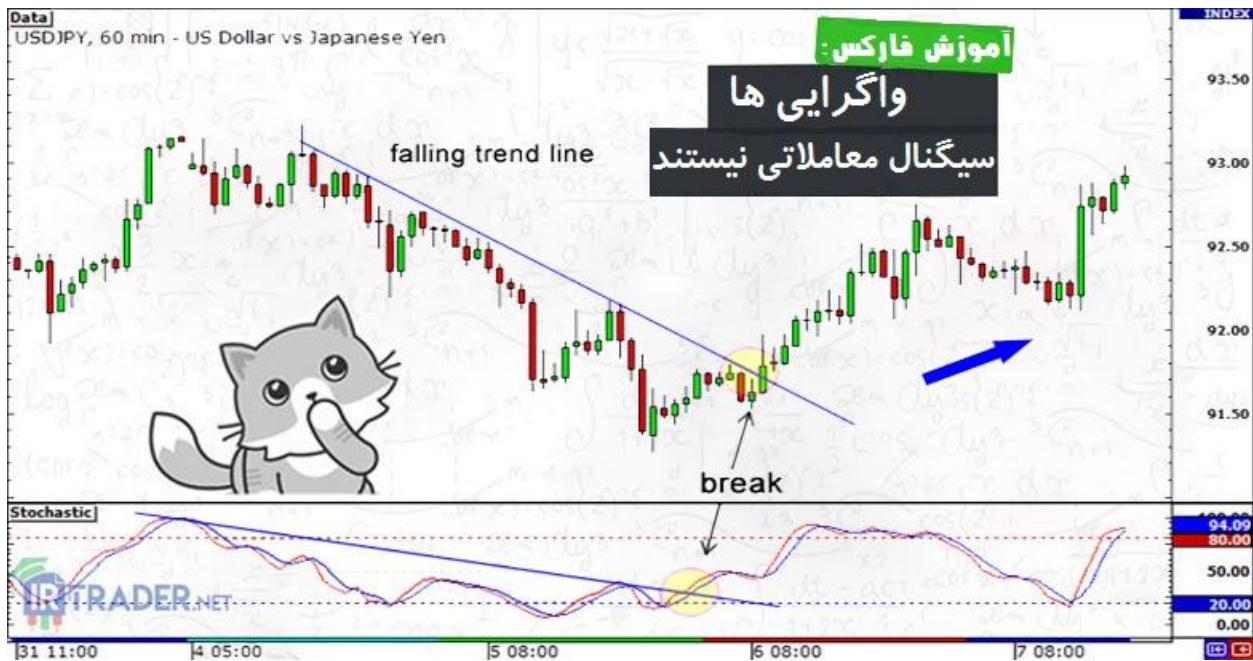 Data
INDEX
USDJPY, 60 min - US Dollar vs Japanese Yen
آموزش فارکس:
واگرایی ها
سیگنال معاملاتی نیستند
falling trend line
93.50
93.00
92.50
92.00
91.50
break
Stochastic
94.09
80.00
50.00
20.00
0.00
IRTRADER.NET
31 11:00
4 05:00
5 08:00
6 08:00
7 08:00